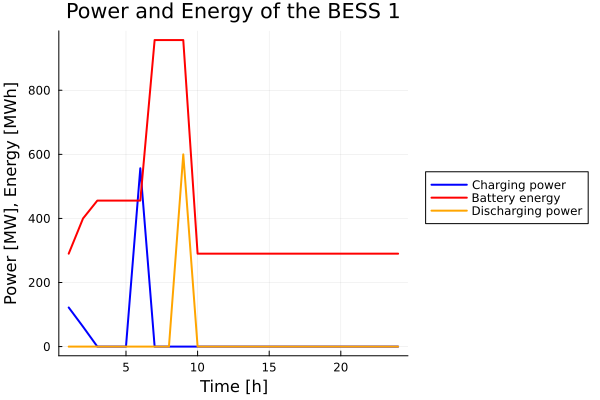 Power and Energy of the BESS 1
Power [MW], Energy [MWh]
800
600
400
200
0
5
10
15
20
Time [h]
Charging power
Battery energy
Discharging power